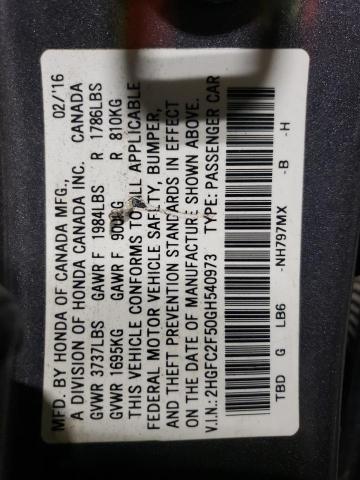 MFD. BY HONDA OF CANADA MFG., 02/16
A DIVISION OF HONDA CANADA INC. CANADA
GVWR 3737LBS GAWR F 1984LBS R 1786LBS
GVWR 1695KG GAWR F 900KG R 810KG
THIS VEHICLE CONFORMS TO ALL APPLICABLE
FEDERAL MOTOR VEHICLE SAFETY, BUMPER,
AND THEFT PREVENTION STANDARDS IN EFFECT
ON THE DATE OF MANUFACTURE SHOWN ABOVE.
V.I.N.: 2HGFC2F50GH540973 TYPE: PASSENGER CAR
TBD G LB6 -NH797MX -B -H